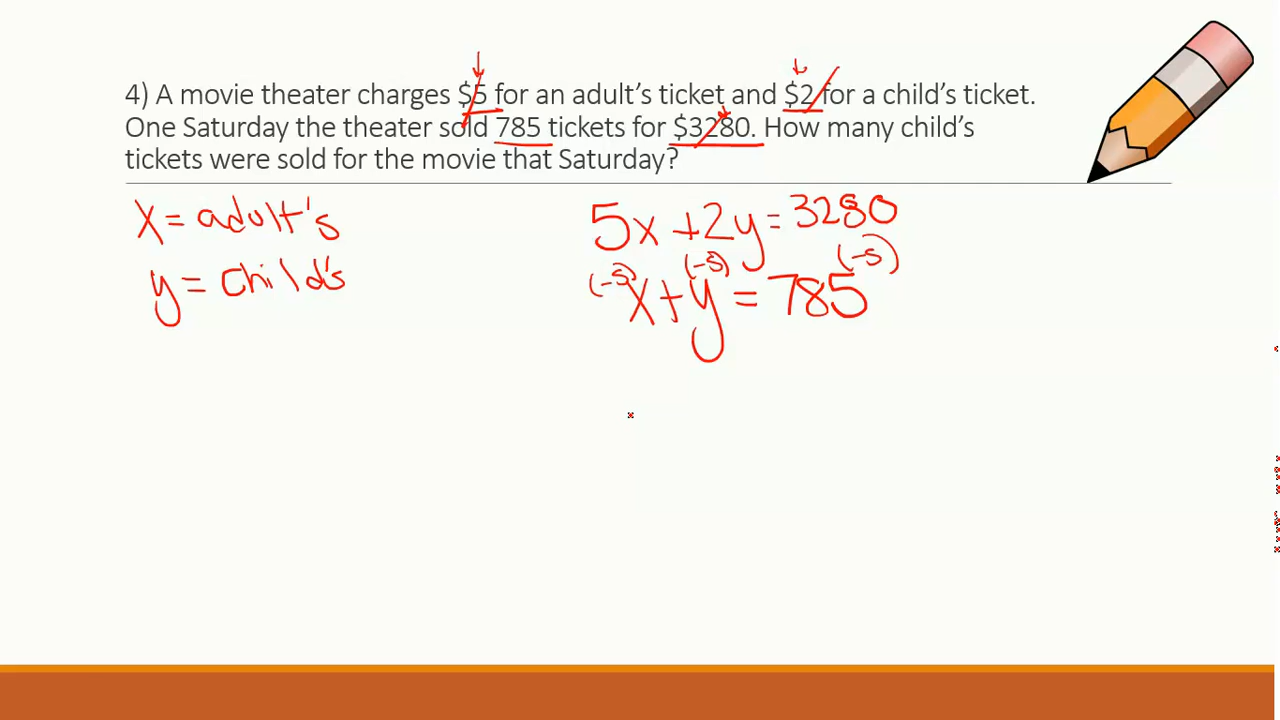 4) A movie theater charges $5 for an adult's ticket and $2 for a child's ticket.
One Saturday the theater sold 785 tickets for $3280. How many child's
tickets were sold for the movie that Saturday?
x = adult's
y = child's
5x + 2y = 3280
(-5) (-5) (-5)
x + y = 785